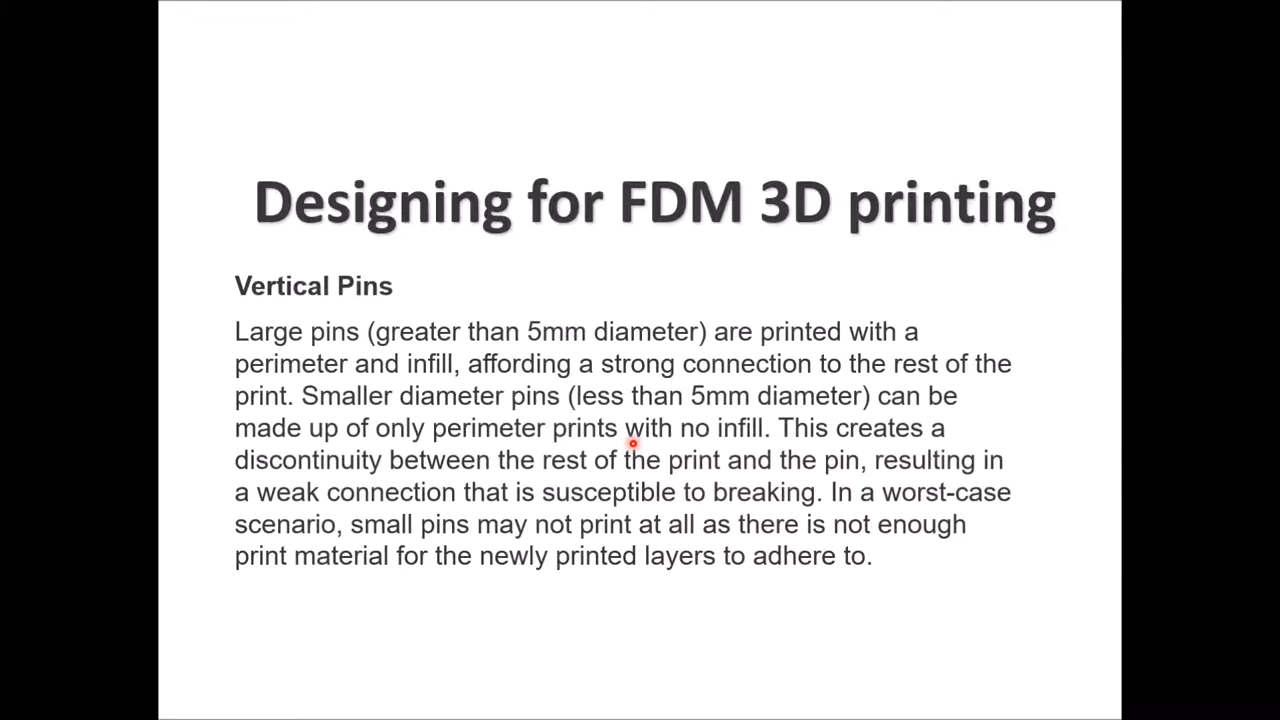 Designing for FDM 3D printing
Vertical Pins
Large pins (greater than 5mm diameter) are printed with a
perimeter and infill, affording a strong connection to the rest of the
print. Smaller diameter pins (less than 5mm diameter) can be
made up of only perimeter prints with no infill. This creates a
discontinuity between the rest of the print and the pin, resulting in
a weak connection that is susceptible to breaking. In a worst-case
scenario, small pins may not print at all as there is not enough
print material for the newly printed layers to adhere to.